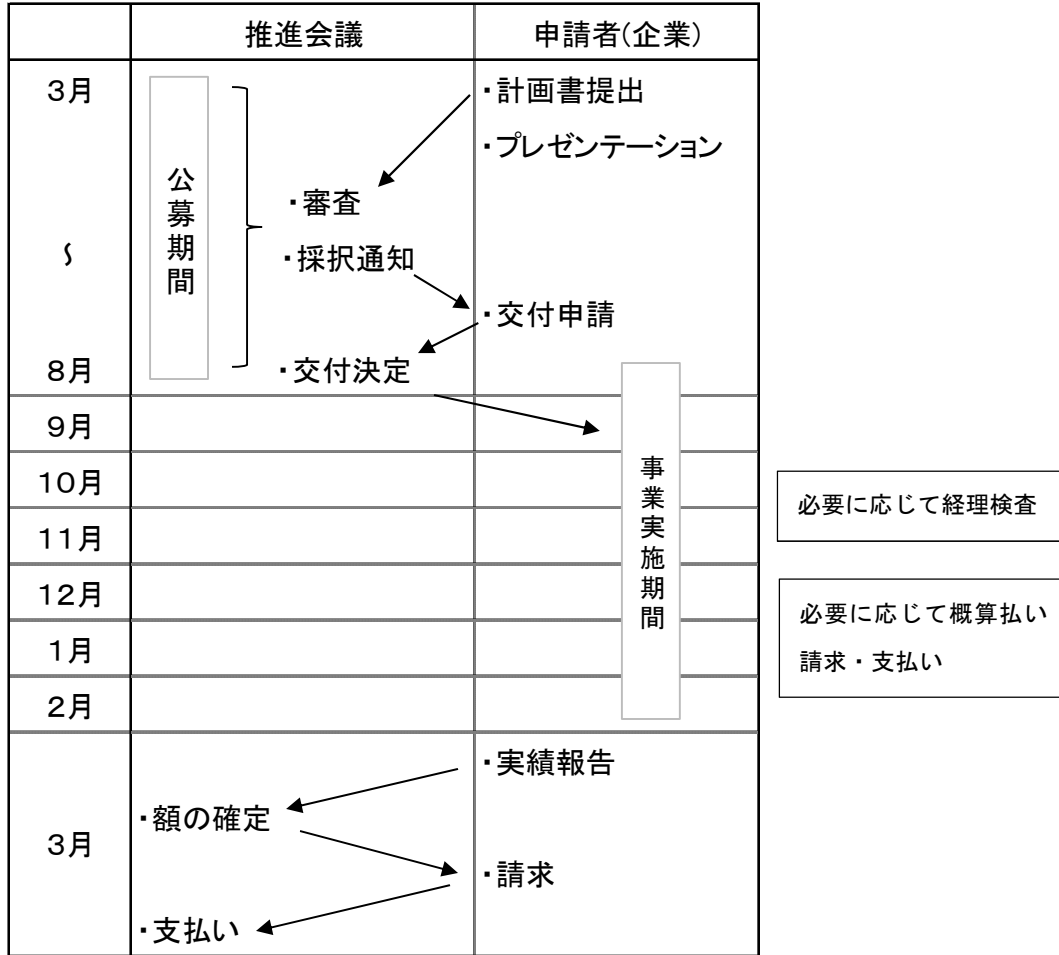 推進会議 申請者(企業)
3月
～
8月
公募期間
・計画書提出
・プレゼンテーション
・審査
・採択通知
・交付申請
・交付決定
9月
10月
11月
12月
1月
2月
事業実施期間
必要に応じて経理検査
必要に応じて概算払い
請求・支払い
3月
・実績報告
・額の確定
・請求
・支払い